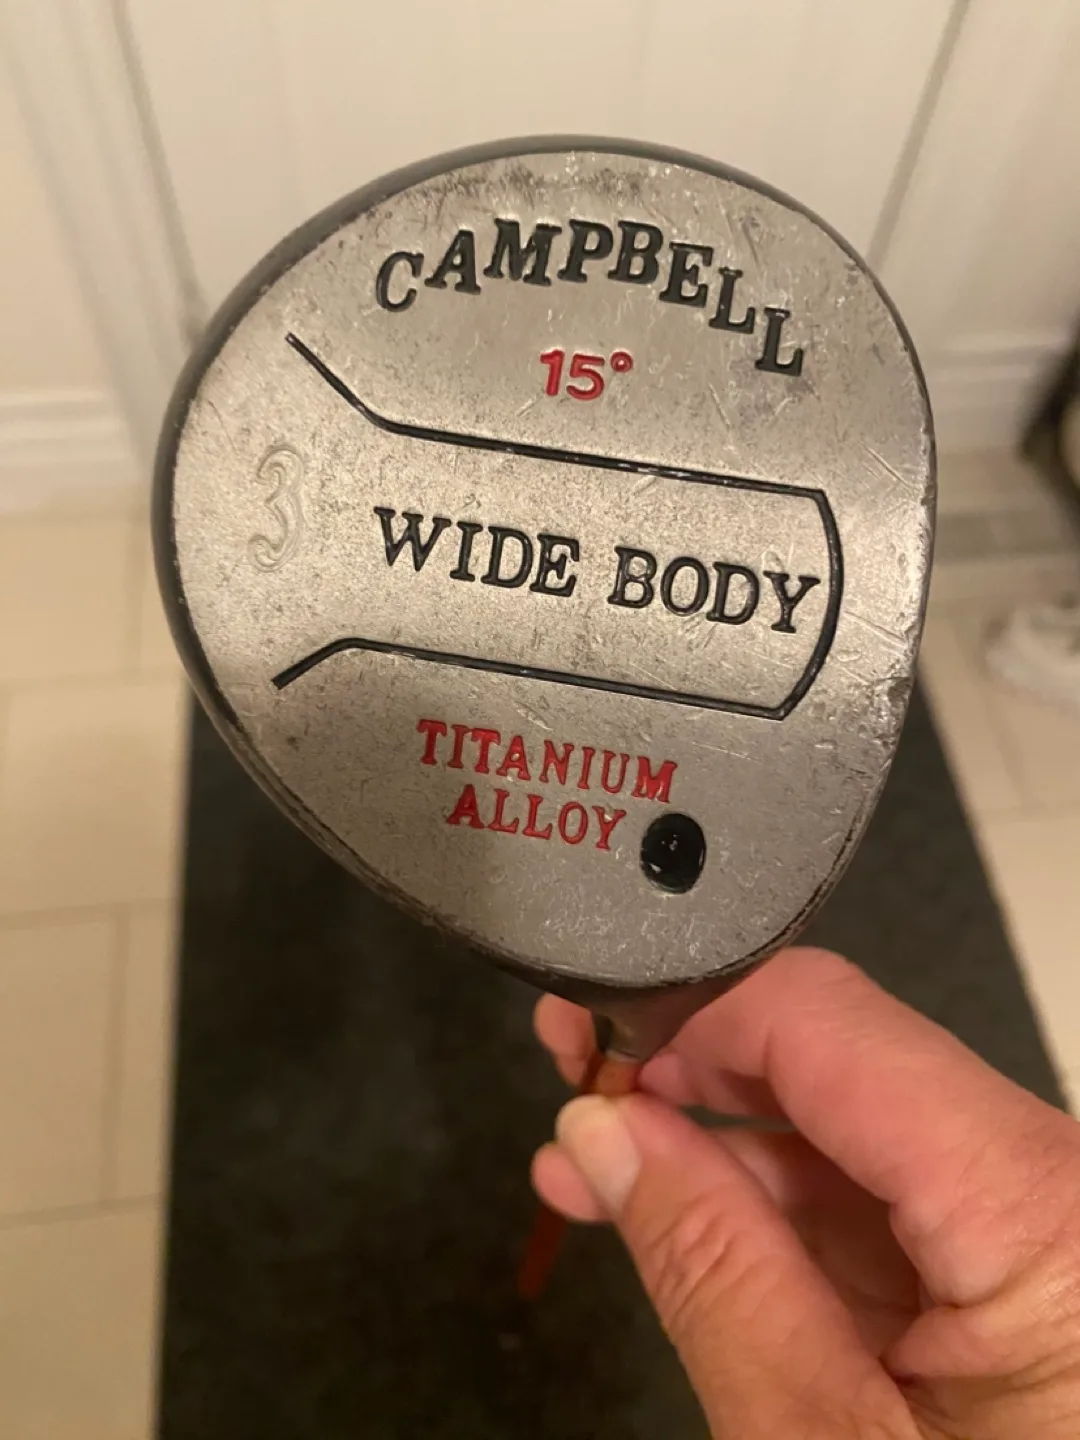 CAMPBELL
15°
3
WIDE BODY
TITANIUM
ALLOY